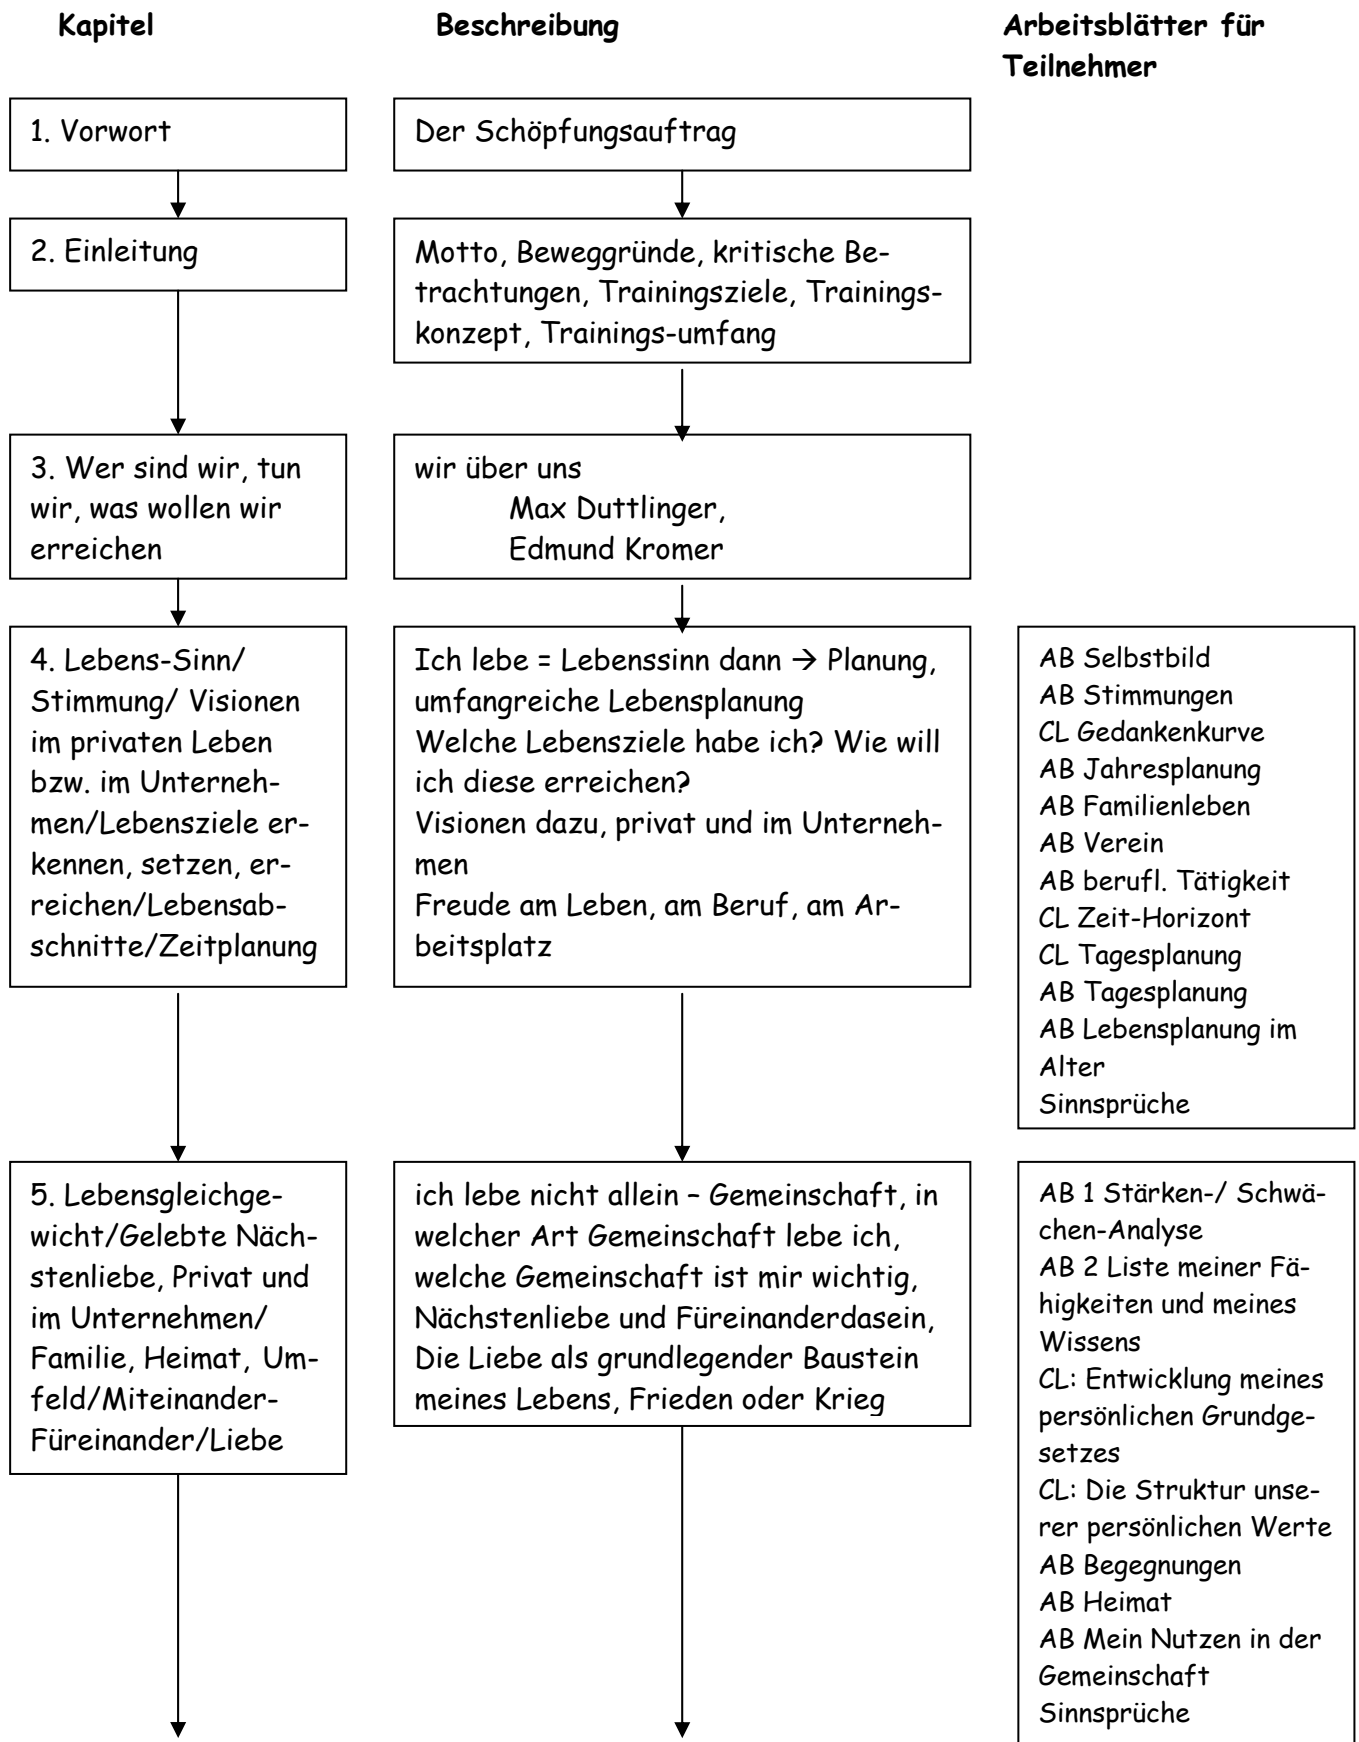 Kapitel
Beschreibung
Arbeitsblätter für
Teilnehmer
1. Vorwort
Der Schöpfungsauftrag
2. Einleitung
Motto, Beweggründe, kritische Be-
trachtungen, Trainingsziele, Trainings-
konzept, Trainings-umfang
3. Wer sind wir, tun
wir, was wollen wir
erreichen
wir über uns
Max Duttlinger,
Edmund Kromer
4. Lebens-Sinn/
Stimmung/ Visionen
im privaten Leben
bzw. im Unterneh-
men/Lebensziele er-
kennen, setzen, er-
reichen/Lebensab-
schnitte/Zeitplanung
Ich lebe = Lebenssinn dann → Planung,
umfangreiche Lebensplanung
Welche Lebensziele habe ich? Wie will
ich diese erreichen?
Visionen dazu, privat und im Unterneh-
men
Freude am Leben, am Beruf, am Ar-
beitsplatz
AB Selbstbild
AB Stimmungen
CL Gedankenkurve
AB Jahresplanung
AB Familienleben
AB Verein
AB berufl. Tätigkeit
CL Zeit-Horizont
CL Tagesplanung
AB Tagesplanung
AB Lebensplanung im
Alter
Sinnsprüche
5. Lebensgleichge-
wicht/Gelebte Näch-
stenliebe, Privat und
im Unternehmen/
Familie, Heimat, Um-
feld/Miteinander-
Füreinander/Liebe
ich lebe nicht allein – Gemeinschaft, in
welcher Art Gemeinschaft lebe ich,
welche Gemeinschaft ist mir wichtig,
Nächstenliebe und Füreinanderdasein,
Die Liebe als grundlegender Baustein
meines Lebens, Frieden oder Krieg
AB 1 Stärken-/ Schwä-
chen-Analyse
AB 2 Liste meiner Fä-
higkeiten und meines
Wissens
CL: Entwicklung meines
persönlichen Grundge-
setzes
CL: Die Struktur unse-
rer persönlichen Werte
AB Begegnungen
AB Heimat
AB Mein Nutzen in der
Gemeinschaft
Sinnsprüche